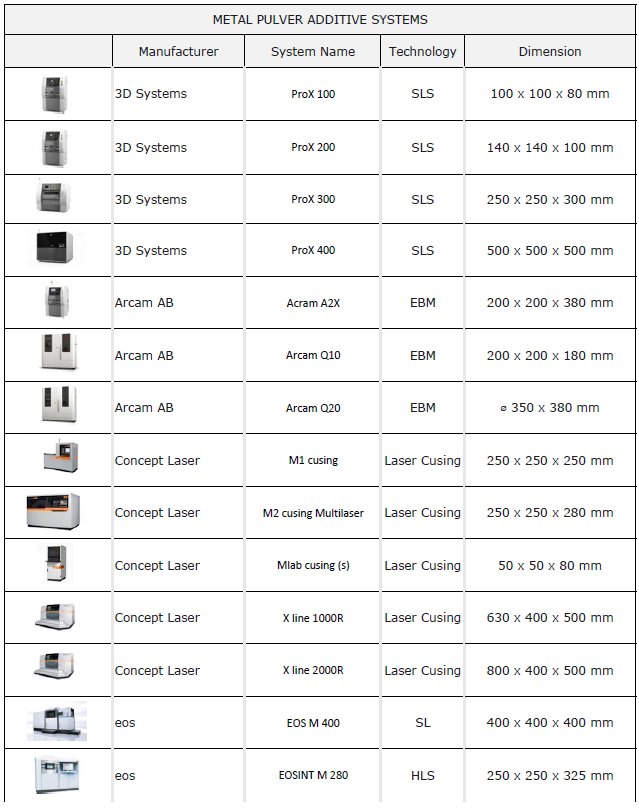 METAL PULVER ADDITIVE SYSTEMS
Manufacturer System Name Technology Dimension
3D Systems ProX 100 SLS 100 x 100 x 80 mm
3D Systems ProX 200 SLS 140 x 140 x 100 mm
3D Systems ProX 300 SLS 250 x 250 x 300 mm
3D Systems ProX 400 SLS 500 x 500 x 500 mm
Arcam AB Acram A2X EBM 200 x 200 x 380 mm
Arcam AB Arcam Q10 EBM 200 x 200 x 180 mm
Arcam AB Arcam Q20 EBM ⌀ 350 x 380 mm
Concept Laser M1 cusing Laser Cusing 250 x 250 x 250 mm
Concept Laser M2 cusing Multilaser Laser Cusing 250 x 250 x 280 mm
Concept Laser Mlab cusing (s) Laser Cusing 50 x 50 x 80 mm
Concept Laser X line 1000R Laser Cusing 630 x 400 x 500 mm
Concept Laser X line 2000R Laser Cusing 800 x 400 x 500 mm
eos EOS M 400 SL 400 x 400 x 400 mm
eos EOSINT M 280 HLS 250 x 250 x 325 mm